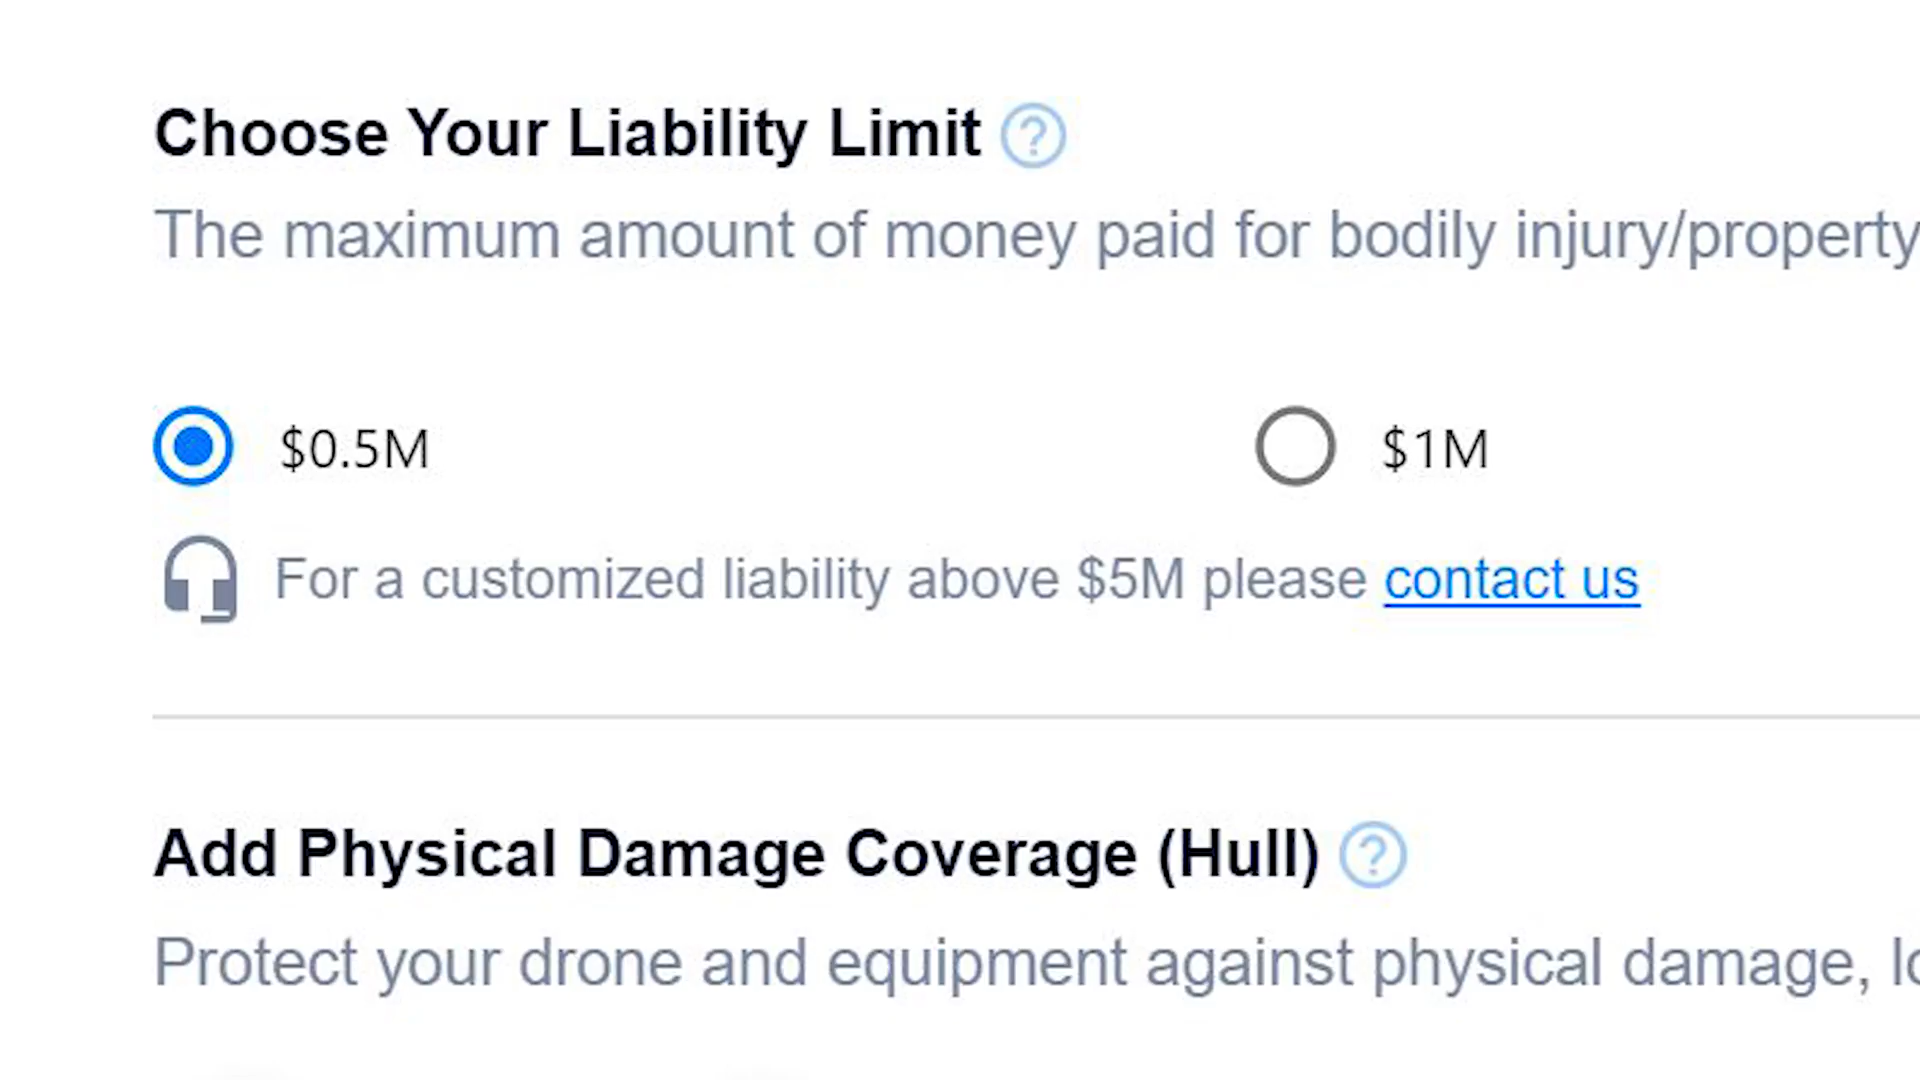 Choose Your Liability Limit
The maximum amount of money paid for bodily injury/property
$0.5M
$1M
For a customized liability above $5M please contact us
Add Physical Damage Coverage (Hull)
Protect your drone and equipment against physical damage,